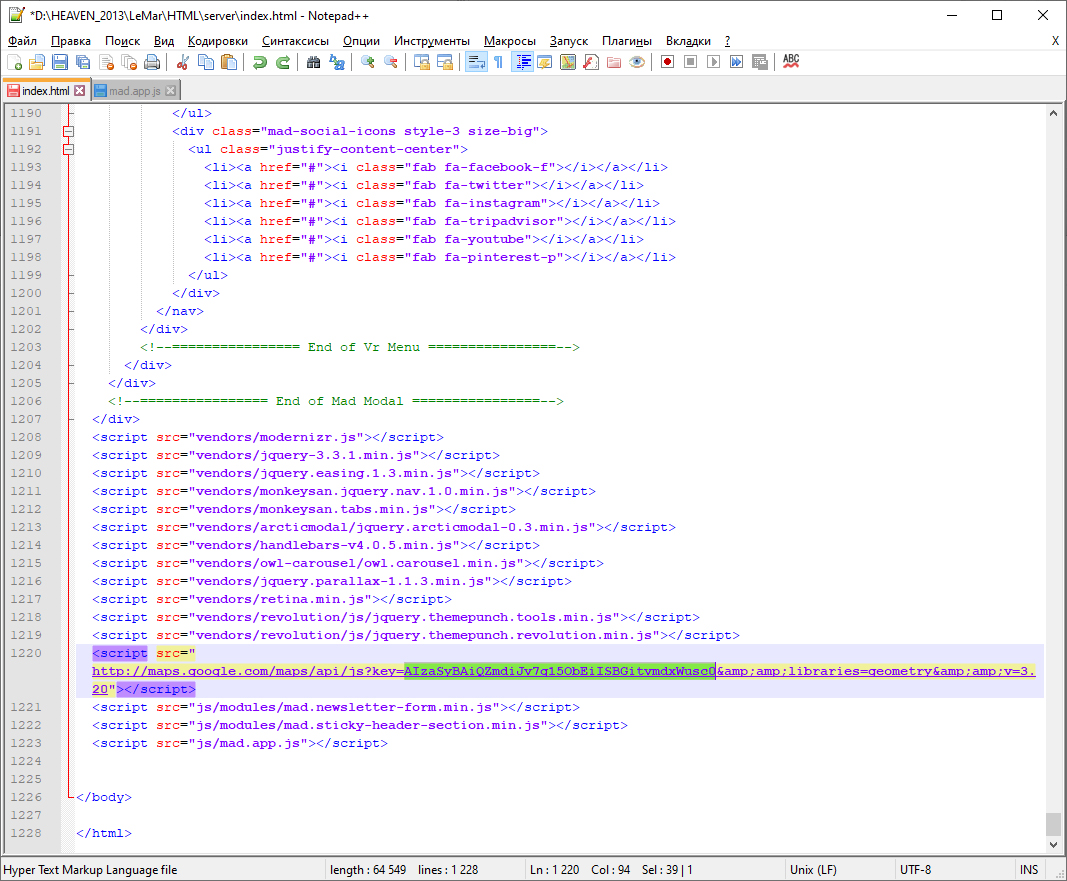 *D:\HEAVEN_2013\LeMar\HTML\server\index.html - Notepad++
Файл Правка Поиск Вид Кодировки Синтаксисы Опции Инструменты Макросы Запуск Плагины Вкладки ? X
ABC
index.html mad.app.js
1190 </ul>
1191 <div class="mad-social-icons style-3 size-big">
1192 <ul class="justify-content-center">
1193 <li><a href="#"><i class="fab fa-facebook-f"></i></a></li>
1194 <li><a href="#"><i class="fab fa-twitter"></i></a></li>
1195 <li><a href="#"><i class="fab fa-instagram"></i></a></li>
1196 <li><a href="#"><i class="fab fa-tripadvisor"></i></a></li>
1197 <li><a href="#"><i class="fab fa-youtube"></i></a></li>
1198 <li><a href="#"><i class="fab fa-pinterest-p"></i></a></li>
1199 </ul>
1200 </div>
1201 </nav>
1202 </div>
1203 <!--================ End of Vr Menu ================-->
1204 </div>
1205 </div>
1206 <!--================ End of Mad Modal ================-->
1207 </div>
1208 <script src="vendors/modernizr.js"></script>
1209 <script src="vendors/jquery-3.3.1.min.js"></script>
1210 <script src="vendors/jquery.easing.1.3.min.js"></script>
1211 <script src="vendors/monkeysan.jquery.nav.1.0.min.js"></script>
1212 <script src="vendors/monkeysan.tabs.min.js"></script>
1213 <script src="vendors/arcticmodal/jquery.arcticmodal-0.3.min.js"></script>
1214 <script src="vendors/handlebars-v4.0.5.min.js"></script>
1215 <script src="vendors/owl-carousel/owl.carousel.min.js"></script>
1216 <script src="vendors/jquery.parallax-1.1.3.min.js"></script>
1217 <script src="vendors/retina.min.js"></script>
1218 <script src="vendors/revolution/js/jquery.themepunch.tools.min.js"></script>
1219 <script src="vendors/revolution/js/jquery.themepunch.revolution.min.js"></script>
1220 <script src="
http://maps.google.com/maps/api/js?key=AIzaSyBAiQZmdiJv7g15QbEiISBGitvmdxWusc0&amp;amp;libraries=geometry&amp;amp;v=3.
20"></script>
1221 <script src="js/modules/mad.newsletter-form.min.js"></script>
1222 <script src="js/modules/mad.sticky-header-section.min.js"></script>
1223 <script src="js/mad.app.js"></script>
1224
1225
1226 </body>
1227
1228 </html>
Hyper Text Markup Language file length : 64 549 lines : 1 228 Ln : 1 220 Col : 94 Sel : 39 | 1 Unix (LF) UTF-8 INS